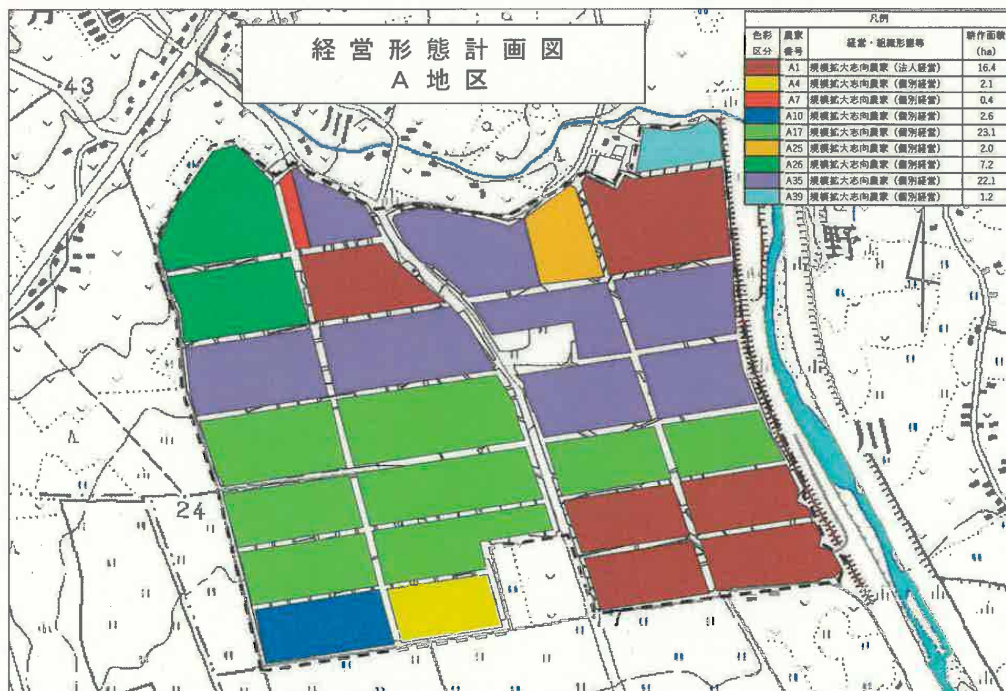 経営形態計画図
A地区
凡例
色彩区分 農家番号 経営・組織形態等 耕作面積(ha)
A1 規模拡大志向農家(法人経営) 16.4
A4 規模拡大志向農家(個別経営) 2.1
A7 規模拡大志向農家(個別経営) 0.4
A10 規模拡大志向農家(個別経営) 2.6
A17 規模拡大志向農家(個別経営) 23.1
A25 規模拡大志向農家(個別経営) 2.0
A26 規模拡大志向農家(個別経営) 7.2
A35 規模拡大志向農家(個別経営) 22.1
A39 規模拡大志向農家(個別経営) 1.2
43
川
野
川
24